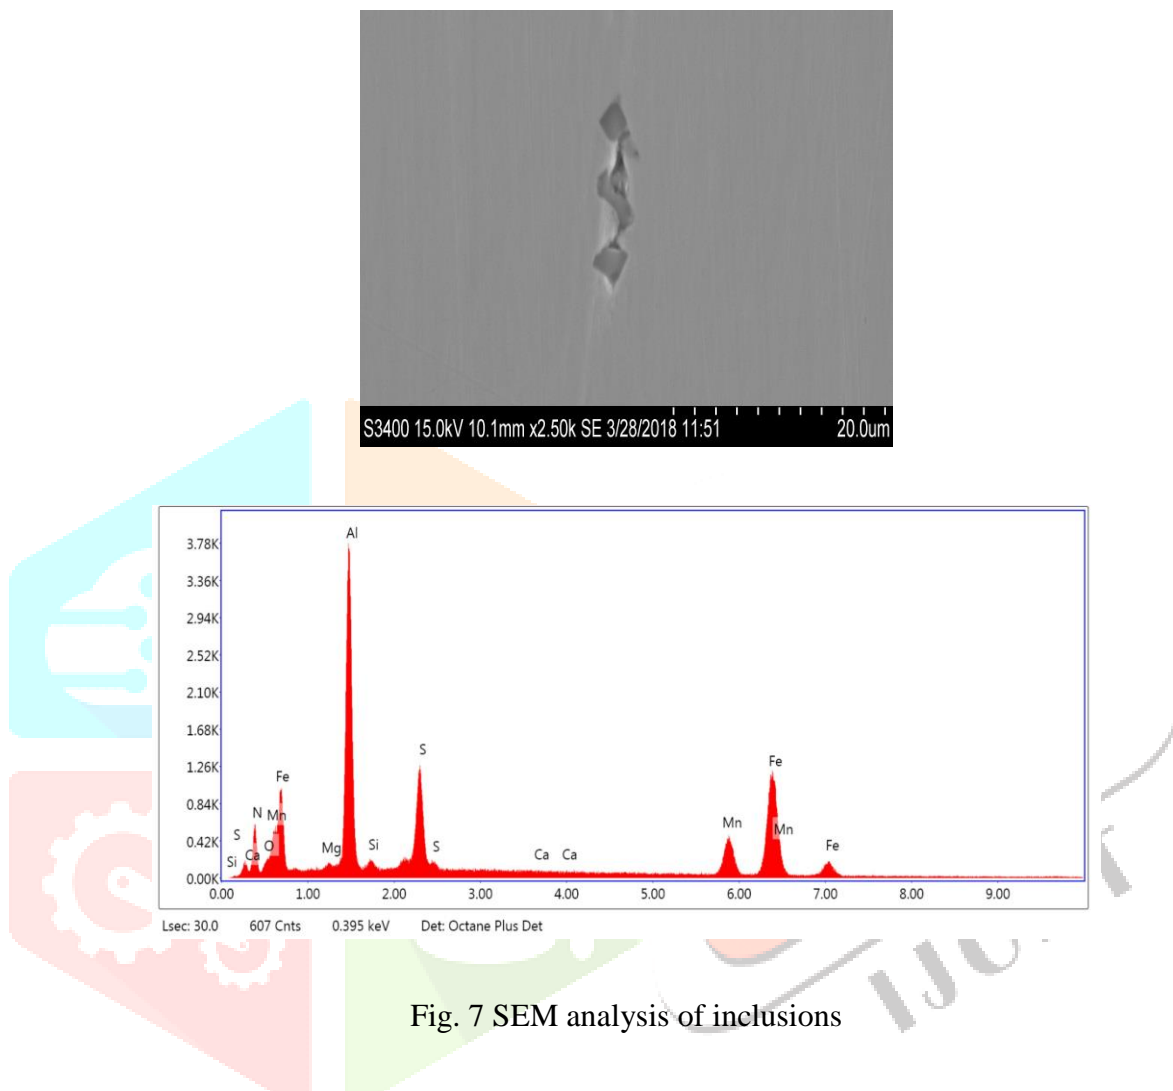 S3400 15.0kV 10.1mm x2.50k SE 3/28/2018 11:51 20.0um
3.78K
3.36K
2.94K
2.52K
2.10K
1.68K
1.26K
0.84K
0.42K
0.00K
Al
S
Fe
Fe
N
Mn
S
O
Ca
Si
Mg
Si
S
Ca
Ca
Mn
Mn
Fe
0.00 1.00 2.00 3.00 4.00 5.00 6.00 7.00 8.00 9.00
Lsec: 30.0 607 Cnts 0.395 keV Det: Octane Plus Det
Fig. 7 SEM analysis of inclusions